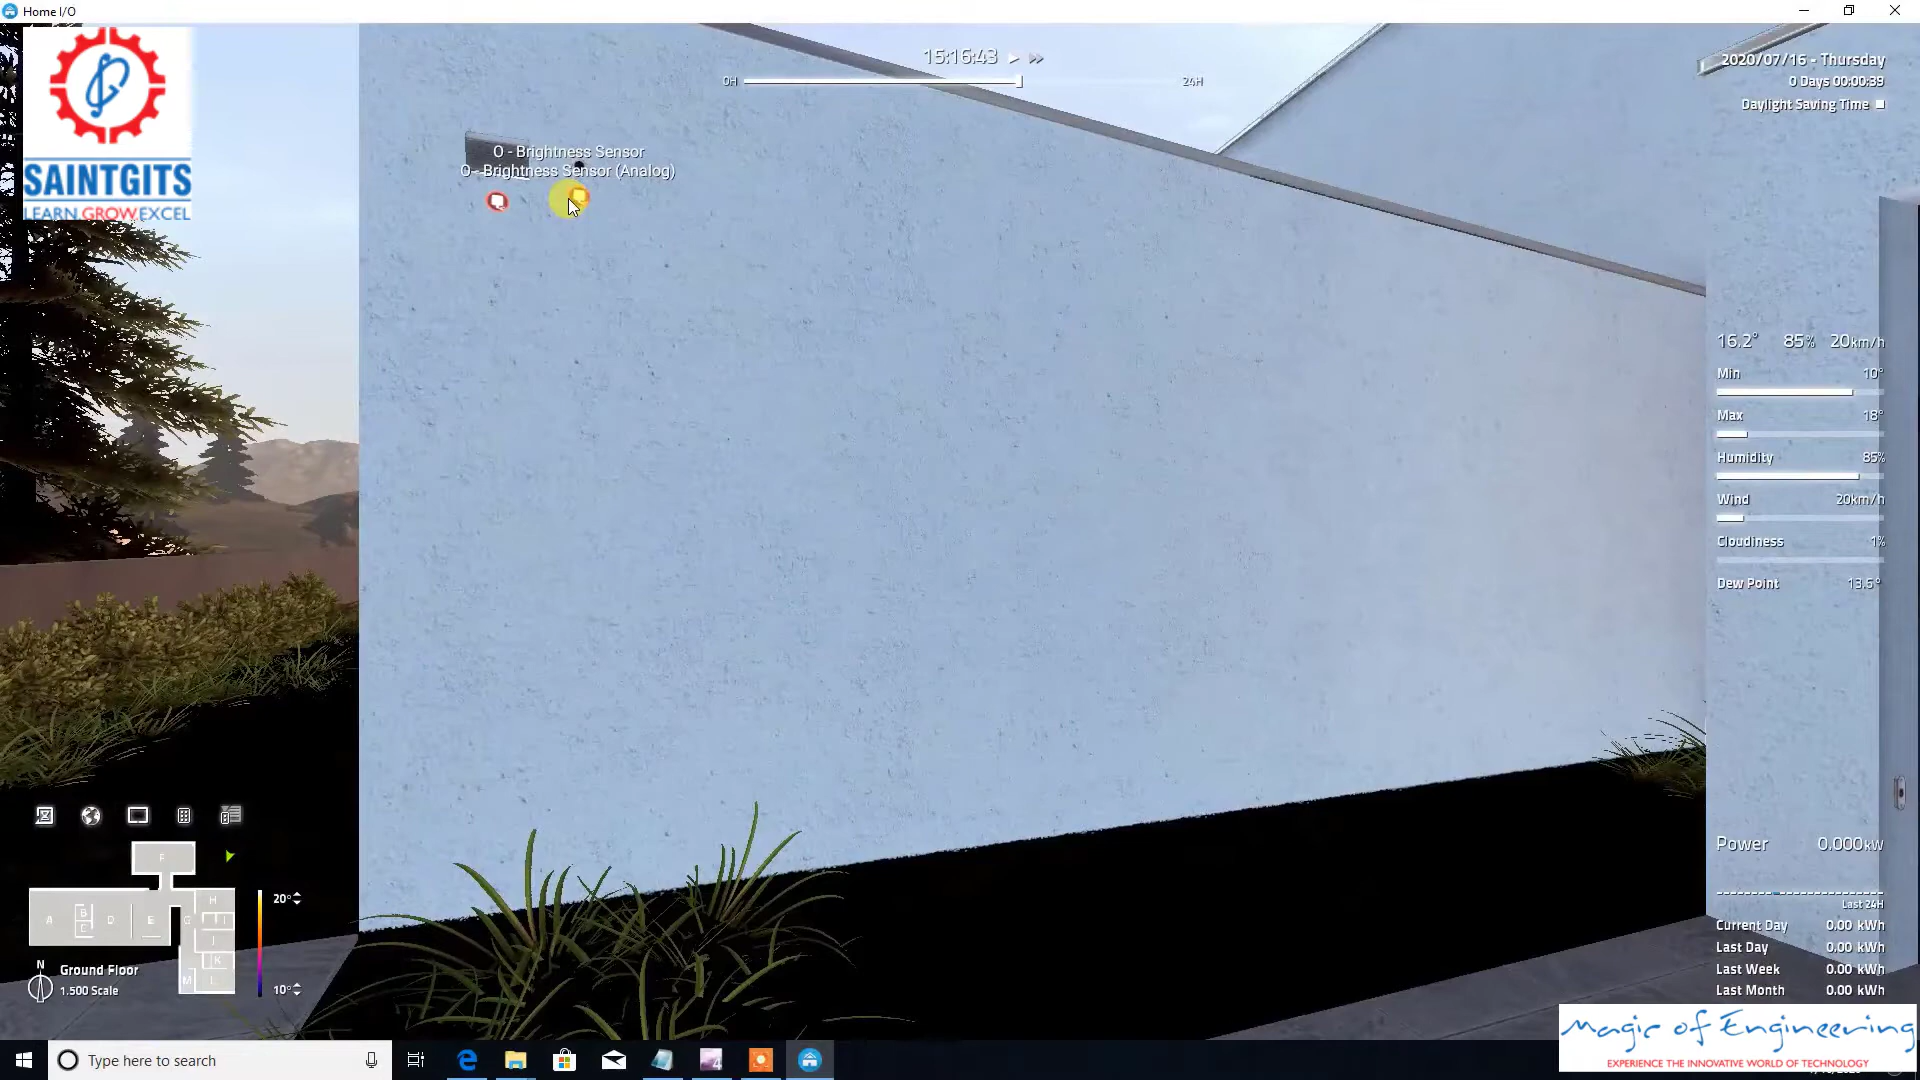 Home I/O
SAINTGITS
LEARN GROW EXCEL
15:16:43
0H
24H
2020/07/16 - Thursday
0 Days 00:00:39
Daylight Saving Time
O - Brightness Sensor
O - Brightness Sensor (Analog)
16.2° 85% 20km/h
Min 10°
Max 18°
Humidity 85%
Wind 20km/h
Cloudiness 1%
Dew Point 13.5°
Power 0.000kW
Last 24H
Current Day 0.00 kWh
Last Day 0.00 kWh
Last Week 0.00 kWh
Last Month 0.00 kWh
F
A B C D E G H I J K L M
20°
10°
N
Ground Floor
1.500 Scale
Magic of Engineering
EXPERIENCE THE INNOVATIVE WORLD OF TECHNOLOGY
Type here to search